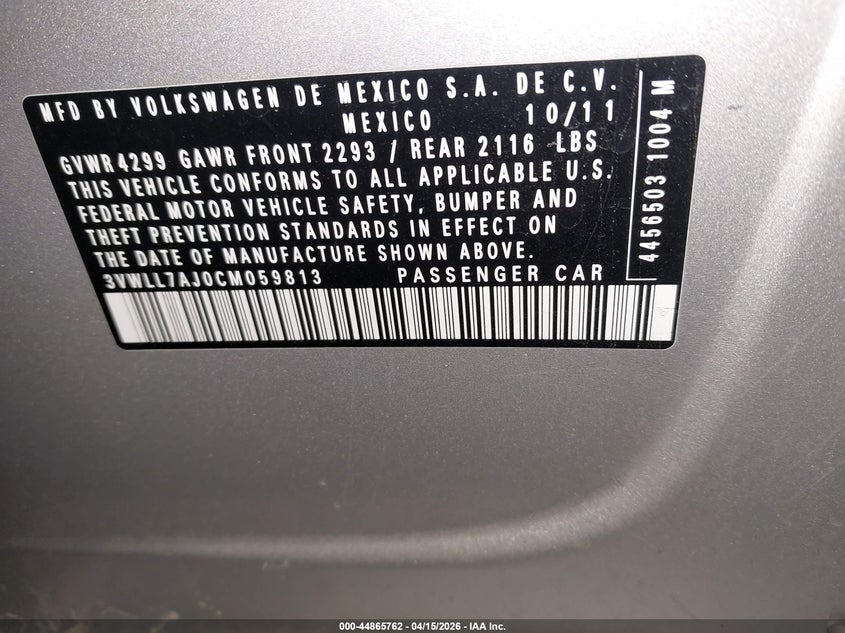 MFD BY VOLKSWAGEN DE MEXICO S.A. DE C.V.
MEXICO 10/11
GVWR 4299 GAWR FRONT 2293 / REAR 2116 LBS
THIS VEHICLE CONFORMS TO ALL APPLICABLE U.S.
FEDERAL MOTOR VEHICLE SAFETY, BUMPER AND
THEFT PREVENTION STANDARDS IN EFFECT ON
THE DATE OF MANUFACTURE SHOWN ABOVE.
3VWLL7AJ0CM059813 PASSENGER CAR
4456503 1004 M
000-44865762 - 04/15/2026 - IAA Inc.